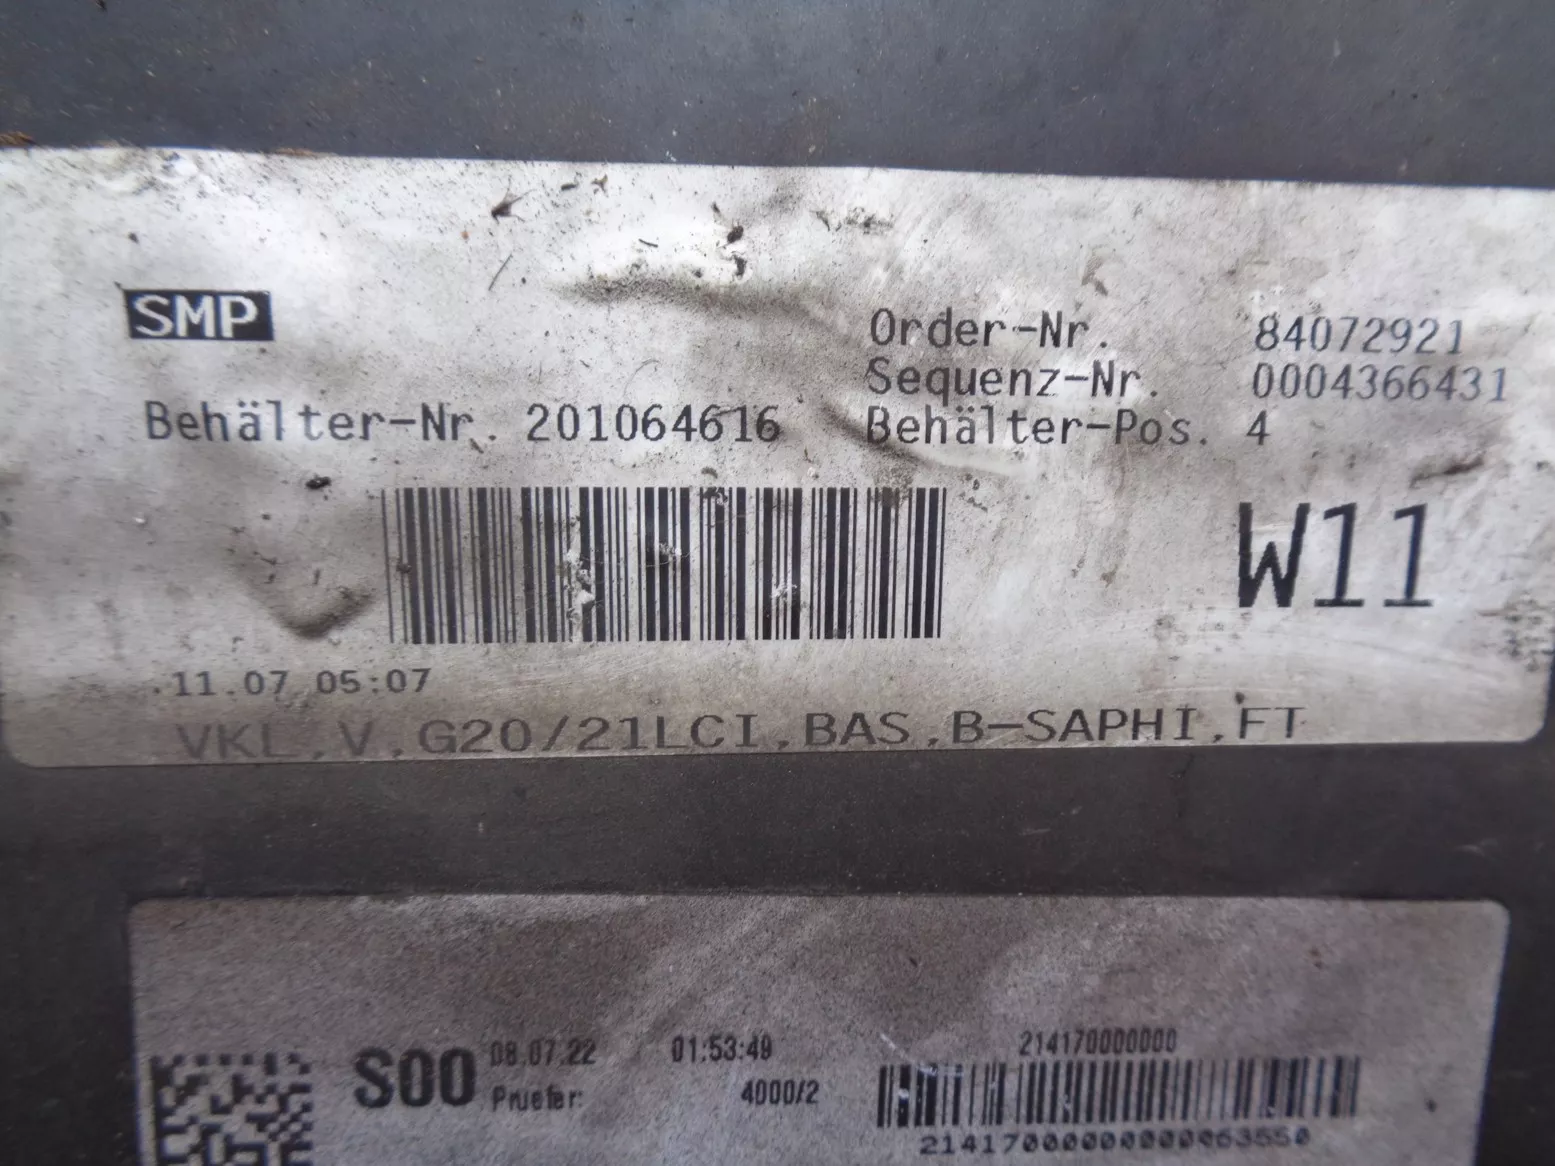 SMP
Order-Nr. 84072921
Sequenz-Nr. 0004366431
Behälter-Nr. 201064616
Behälter-Pos. 4
W11
.11.07 05:07
VKL,V,G20/21LCI,BAS,B-SAPHI,FT
S00 08.07.22 01:53:49
Pruefer: 4000/2
214170000000
21417000000000063550